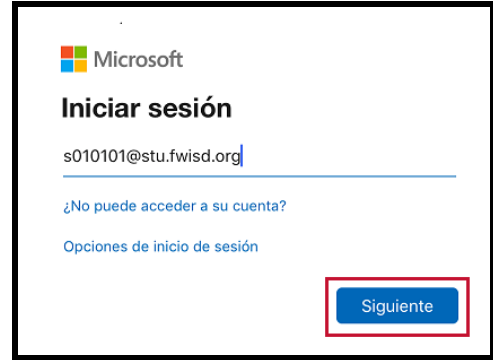 Microsoft
Iniciar sesión
s010101@stu.fwisd.org
¿No puede acceder a su cuenta?
Opciones de inicio de sesión
Siguiente